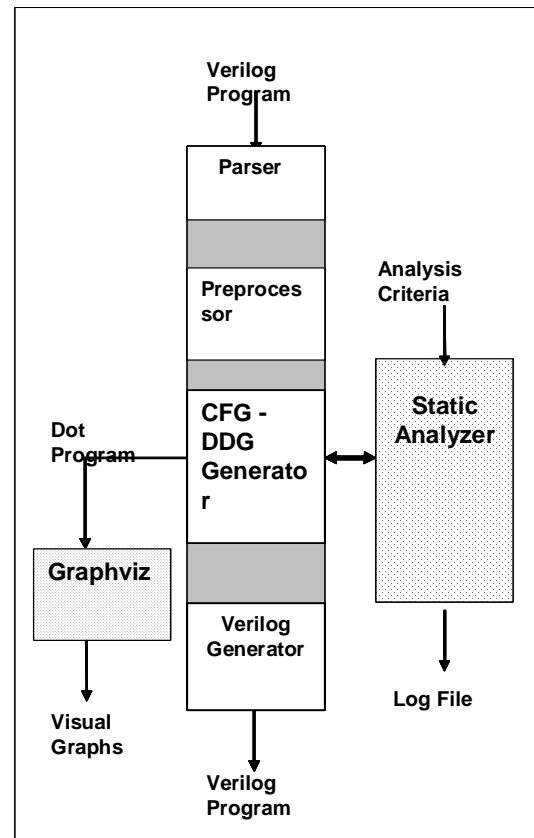 Verilog
Program
Parser
Preproces
sor
Analysis
Criteria
CFG -
DDG
Generato
r
Static
Analyzer
Dot
Program
Graphviz
Verilog
Generator
Visual
Graphs
Log File
Verilog
Program